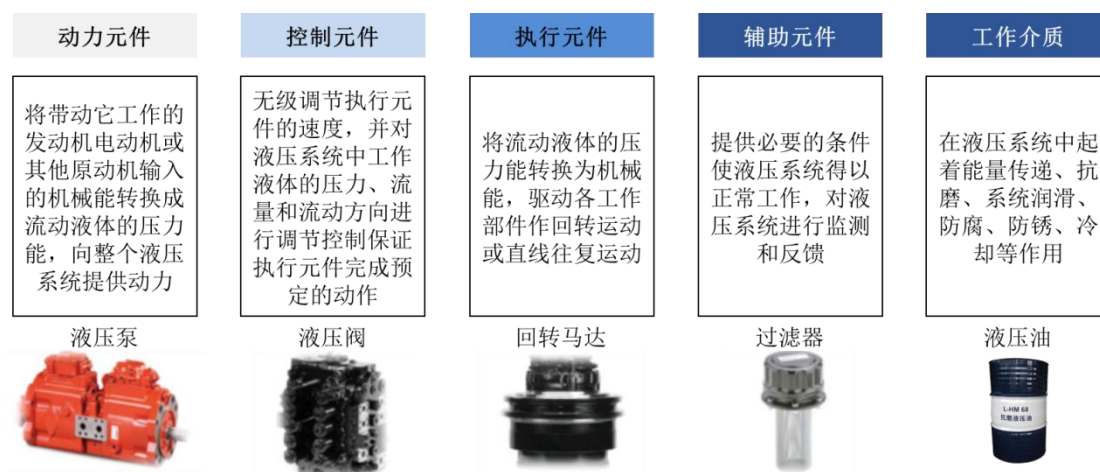 动力元件
将带动它工作的
发动机电动机或
其他原动机输入
的机械能转换成
流动液体的压力
能，向整个液压
系统提供动力
液压泵
控制元件
无级调节执行元
件的速度，并对
液压系统中工作
液体的压力、流
量和流动方向进
行调节控制保证
执行元件完成预
定的动作
液压阀
执行元件
将流动液体的压
力能转换为机械
能，驱动各工作
部件作回转运动
或直线往复运动
回转马达
辅助元件
提供必要的条件
使液压系统得以
正常工作，对液
压系统进行监测
和反馈
过滤器
工作介质
在液压系统中起
着能量传递、抗
磨、系统润滑、
防腐、防锈、冷
却等作用
液压油
L-HM 68
抗磨液压油